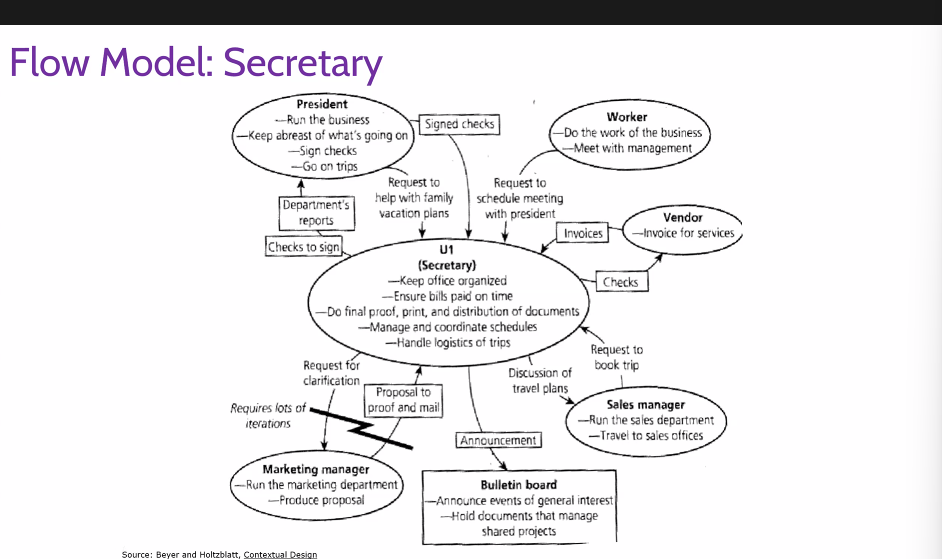 Flow Model: Secretary
President
—Run the business
—Keep abreast of what's going on
—Sign checks
—Go on trips
Signed checks
Worker
—Do the work of the business
—Meet with management
Request to
help with family
vacation plans
Request to
schedule meeting
with president
Department's
reports
Checks to sign
Vendor
—Invoice for services
Invoices
Checks
U1
(Secretary)
—Keep office organized
—Ensure bills paid on time
—Do final proof, print, and distribution of documents
—Manage and coordinate schedules
—Handle logistics of trips
Request for
clarification
Proposal to
proof and mail
Requires lots of
iterations
Discussion of
travel plans
Request to
book trip
Sales manager
—Run the sales department
—Travel to sales offices
Announcement
Marketing manager
—Run the marketing department
—Produce proposal
Bulletin board
—Announce events of general interest
—Hold documents that manage
shared projects
Source: Beyer and Holtzblatt, Contextual Design